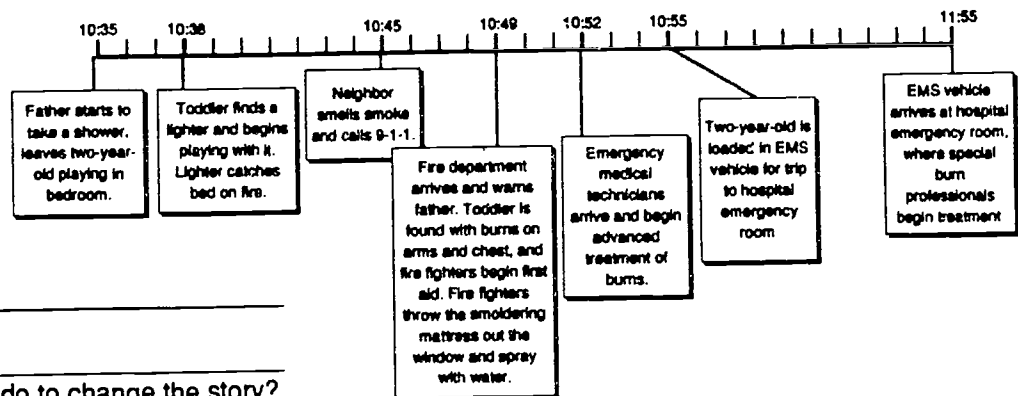 10:35 10:38 10:45 10:49 10:52 10:55 11:55
Father starts to
take a shower,
leaves two-year-
old playing in
bedroom.
Toddler finds a
lighter and begins
playing with it.
Lighter catches
bed on fire.
Neighbor
smells smoke
and calls 9-1-1.
Fire department
arrives and warns
father. Toddler is
found with burns on
arms and chest, and
fire fighters begin first
aid. Fire fighters
throw the smoldering
mattress out the
window and spray
with water.
Emergency
medical
technicians
arrive and begin
advanced
treatment of
burns.
Two-year-old is
loaded in EMS
vehicle for trip
to hospital
emergency
room
EMS vehicle
arrives at hospital
emergency room,
where special
burn
professionals
begin treatment
do to change the story?